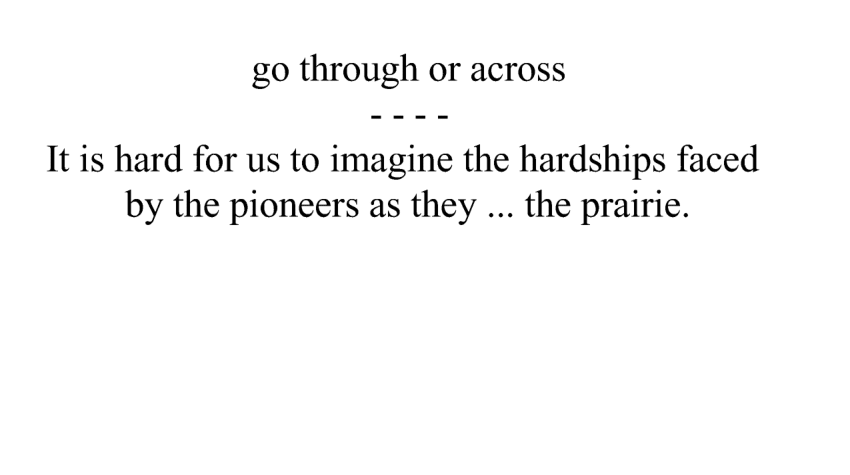 go through or across
- - - -
It is hard for us to imagine the hardships faced
by the pioneers as they ... the prairie.